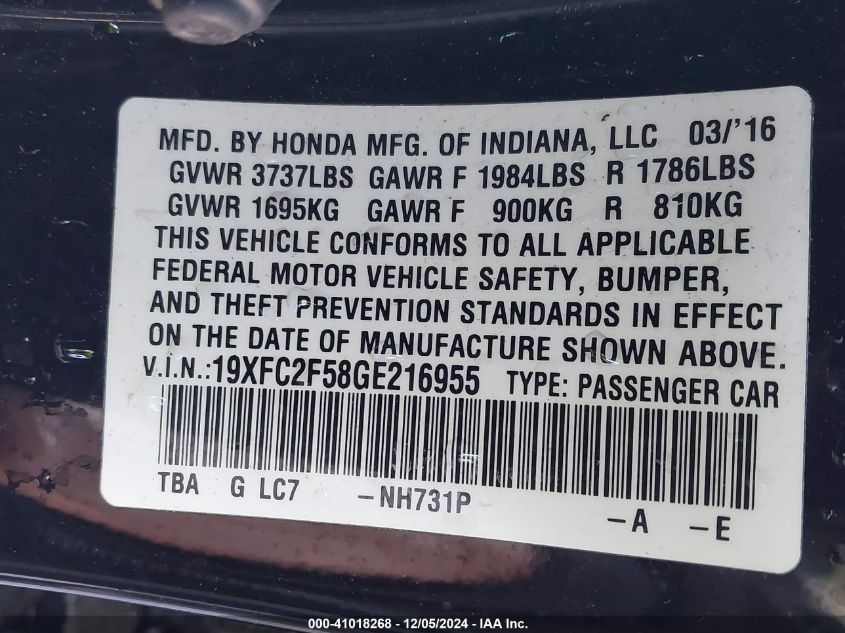 MFD. BY HONDA MFG. OF INDIANA, LLC 03/'16
GVWR 3737LBS GAWR F 1984LBS R 1786LBS
GVWR 1695KG GAWR F 900KG R 810KG
THIS VEHICLE CONFORMS TO ALL APPLICABLE
FEDERAL MOTOR VEHICLE SAFETY, BUMPER,
AND THEFT PREVENTION STANDARDS IN EFFECT
ON THE DATE OF MANUFACTURE SHOWN ABOVE.
V.I.N.:19XFC2F58GE216955 TYPE: PASSENGER CAR
TBA G LC7 -NH731P -A -E
000-41018268 - 12/05/2024 - IAA Inc.